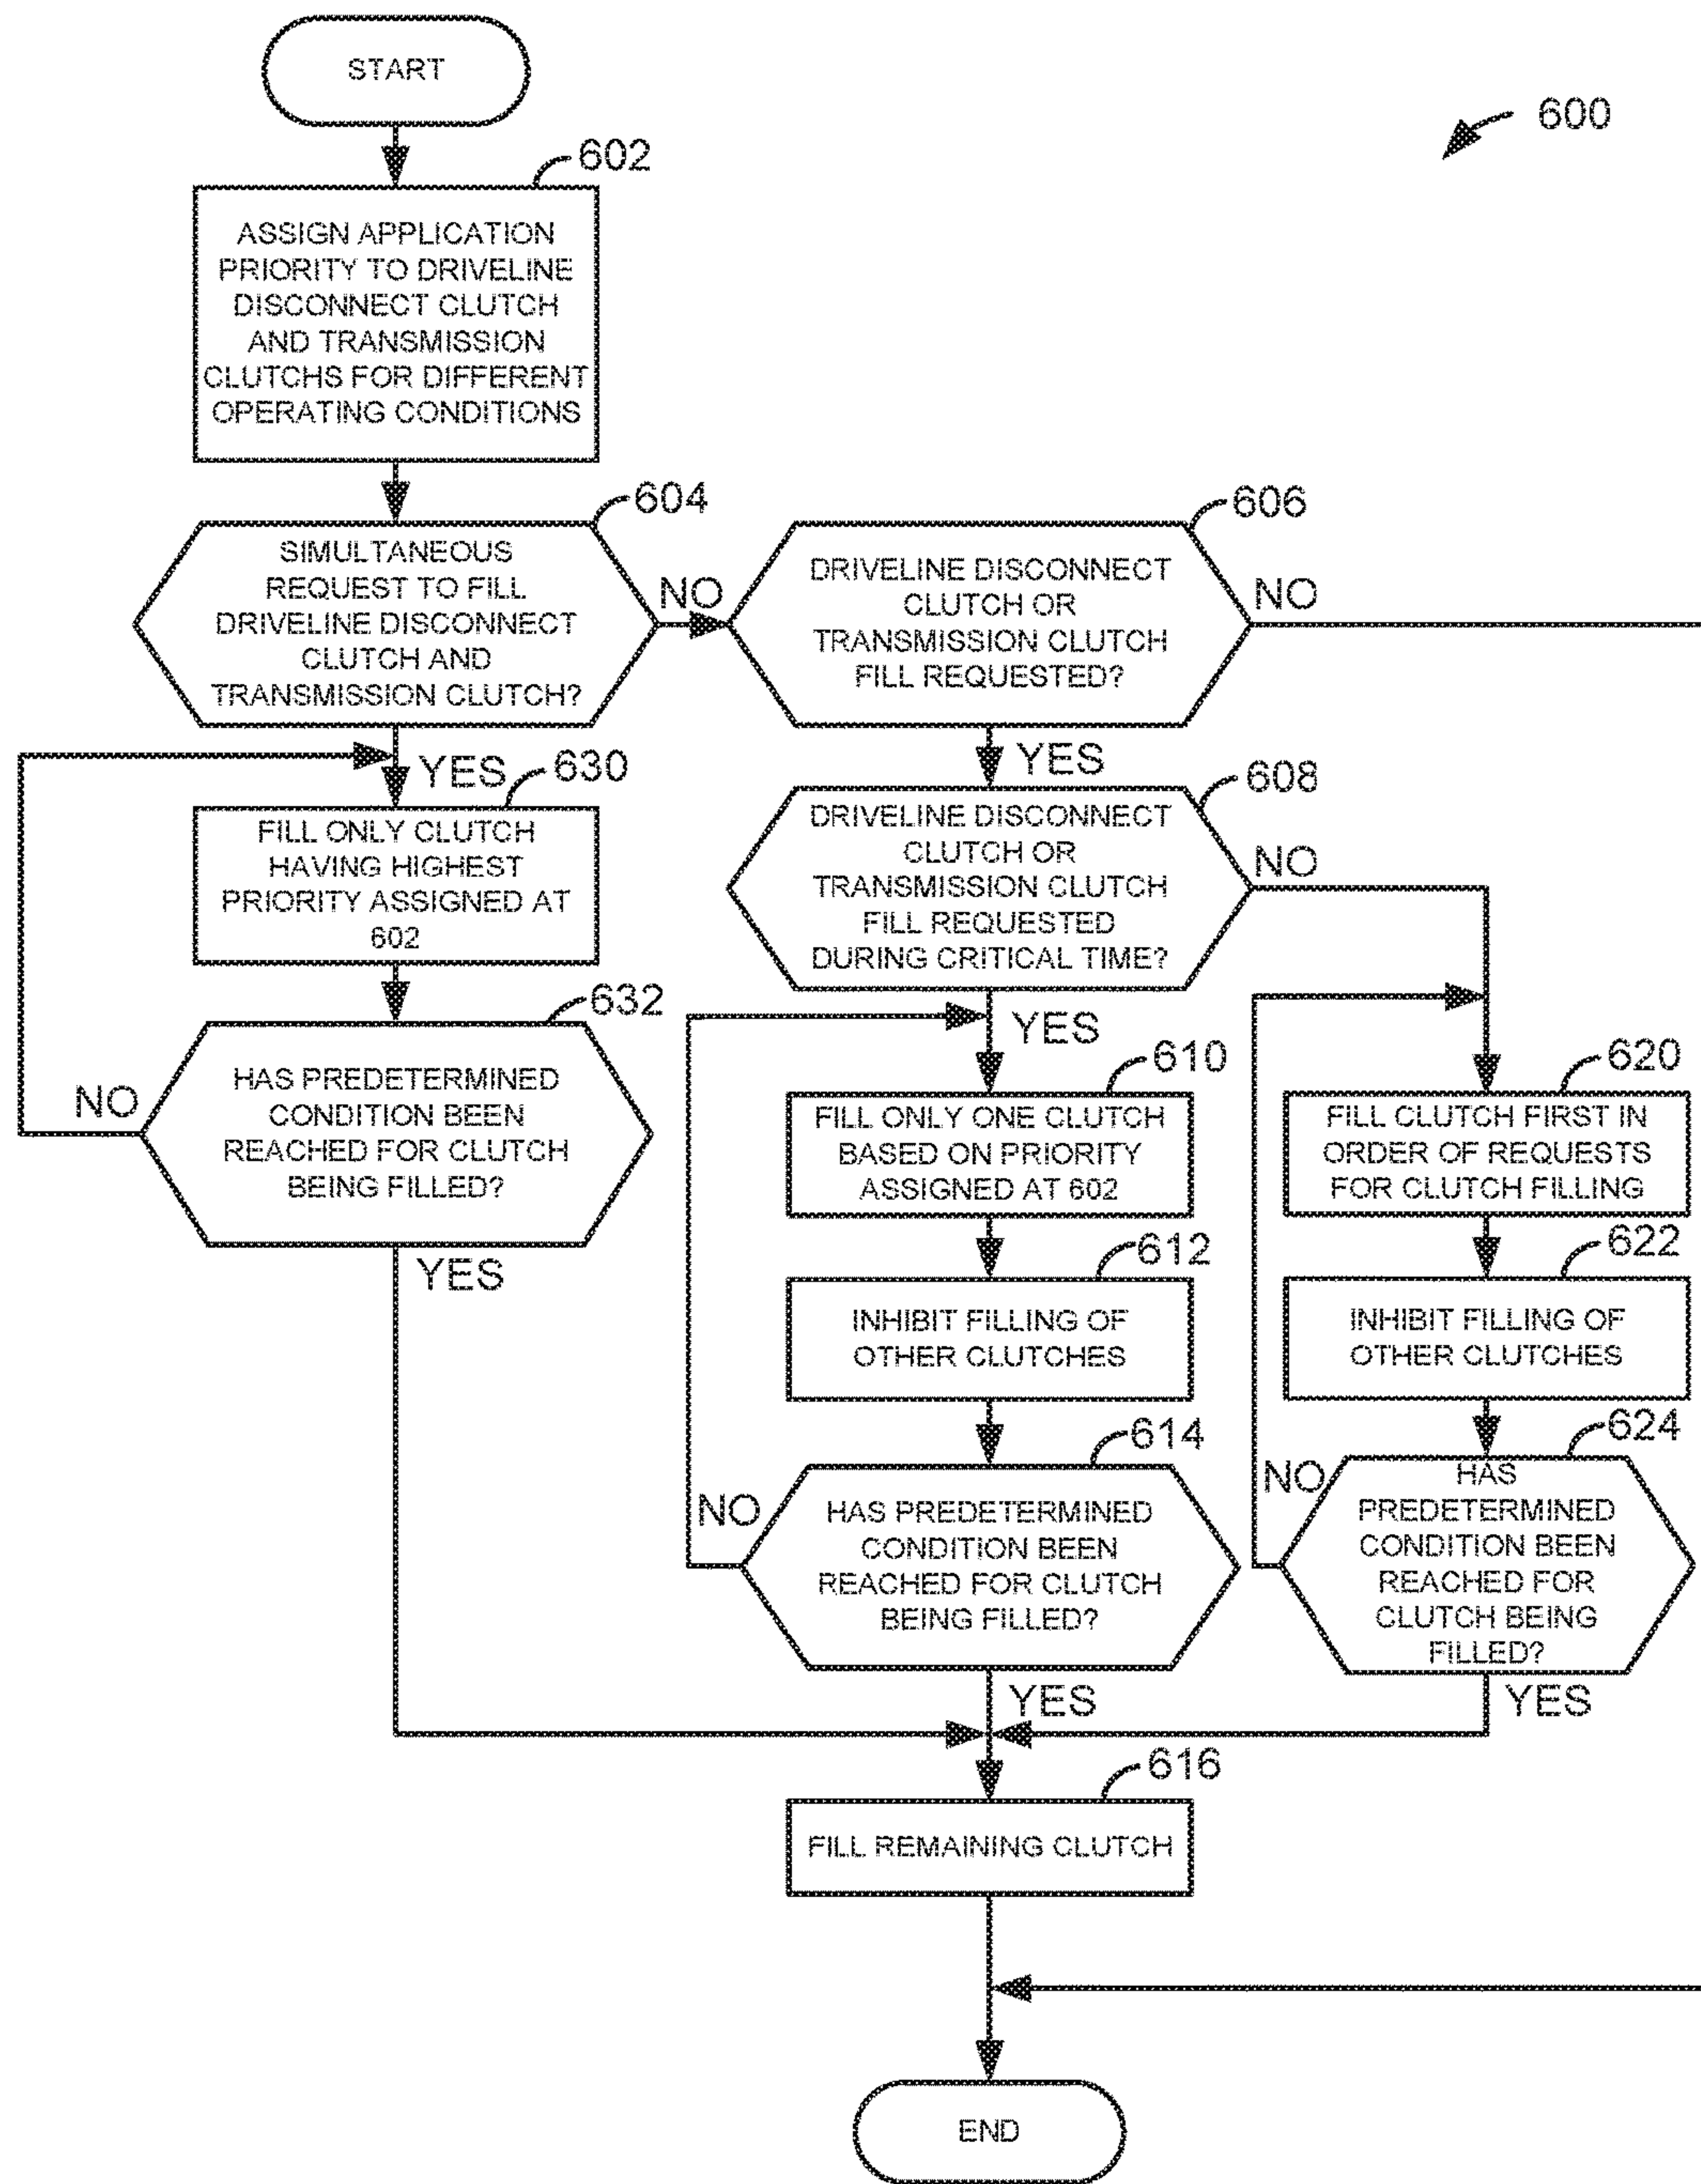 START
600
602
ASSIGN APPLICATION
PRIORITY TO DRIVELINE
DISCONNECT CLUTCH
AND TRANSMISSION
CLUTCHS FOR DIFFERENT
OPERATING CONDITIONS
604
SIMULTANEOUS
REQUEST TO FILL
DRIVELINE DISCONNECT
CLUTCH AND
TRANSMISSION CLUTCH?
NO
606
DRIVELINE DISCONNECT
CLUTCH OR
TRANSMISSION CLUTCH
FILL REQUESTED?
NO
YES
630
FILL ONLY CLUTCH
HAVING HIGHEST
PRIORITY ASSIGNED AT
602
632
HAS PREDETERMINED
CONDITION BEEN
REACHED FOR CLUTCH
BEING FILLED?
NO
YES
YES
608
DRIVELINE DISCONNECT
CLUTCH OR
TRANSMISSION CLUTCH
FILL REQUESTED
DURING CRITICAL TIME?
NO
YES
610
FILL ONLY ONE CLUTCH
BASED ON PRIORITY
ASSIGNED AT 602
612
INHIBIT FILLING OF
OTHER CLUTCHES
614
HAS PREDETERMINED
CONDITION BEEN
REACHED FOR CLUTCH
BEING FILLED?
NO
YES
620
FILL CLUTCH FIRST IN
ORDER OF REQUESTS
FOR CLUTCH FILLING
622
INHIBIT FILLING OF
OTHER CLUTCHES
624
HAS
PREDETERMINED
CONDITION BEEN
REACHED FOR
CLUTCH BEING
FILLED?
NO
YES
616
FILL REMAINING CLUTCH
END